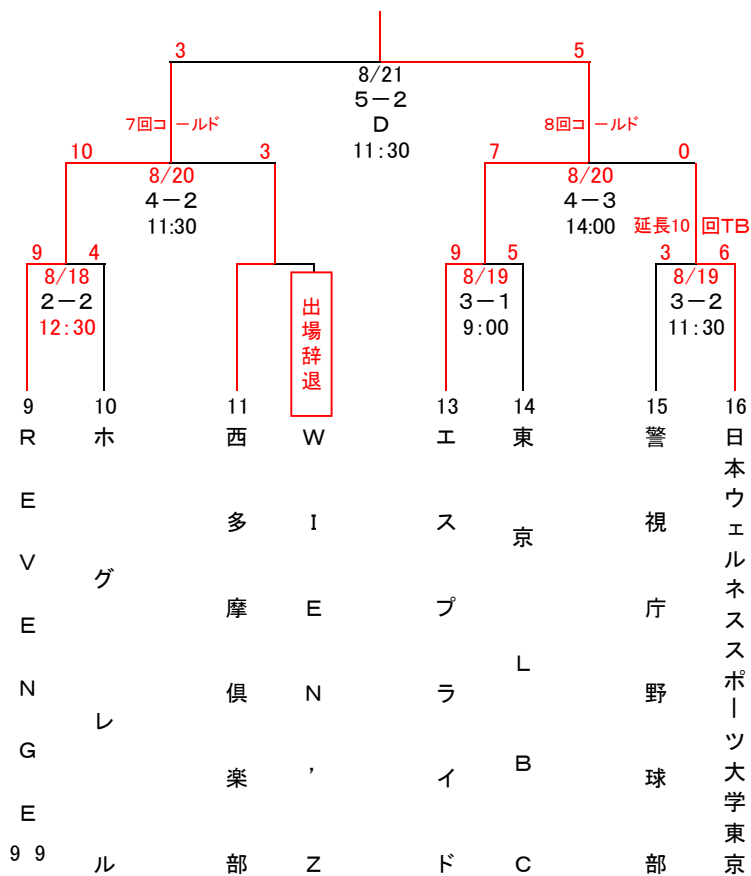 3
5
8/21
5－2
D
11:30
7回コールド
8回コールド
10
3
7
0
8/20
4－2
11:30
8/20
4－3
14:00
延長10回TB
9
4
9
5
3
6
8/18
2－2
12:30
8/19
3－1
9:00
8/19
3－2
11:30
出場辞退
9
10
11
13
14
15
16
REVENGE99
ホグレル
西多摩倶楽部
WIEN’Z
エスプライド
東京LBC
警視庁野球部
日本ウェルネススポーツ大学東京